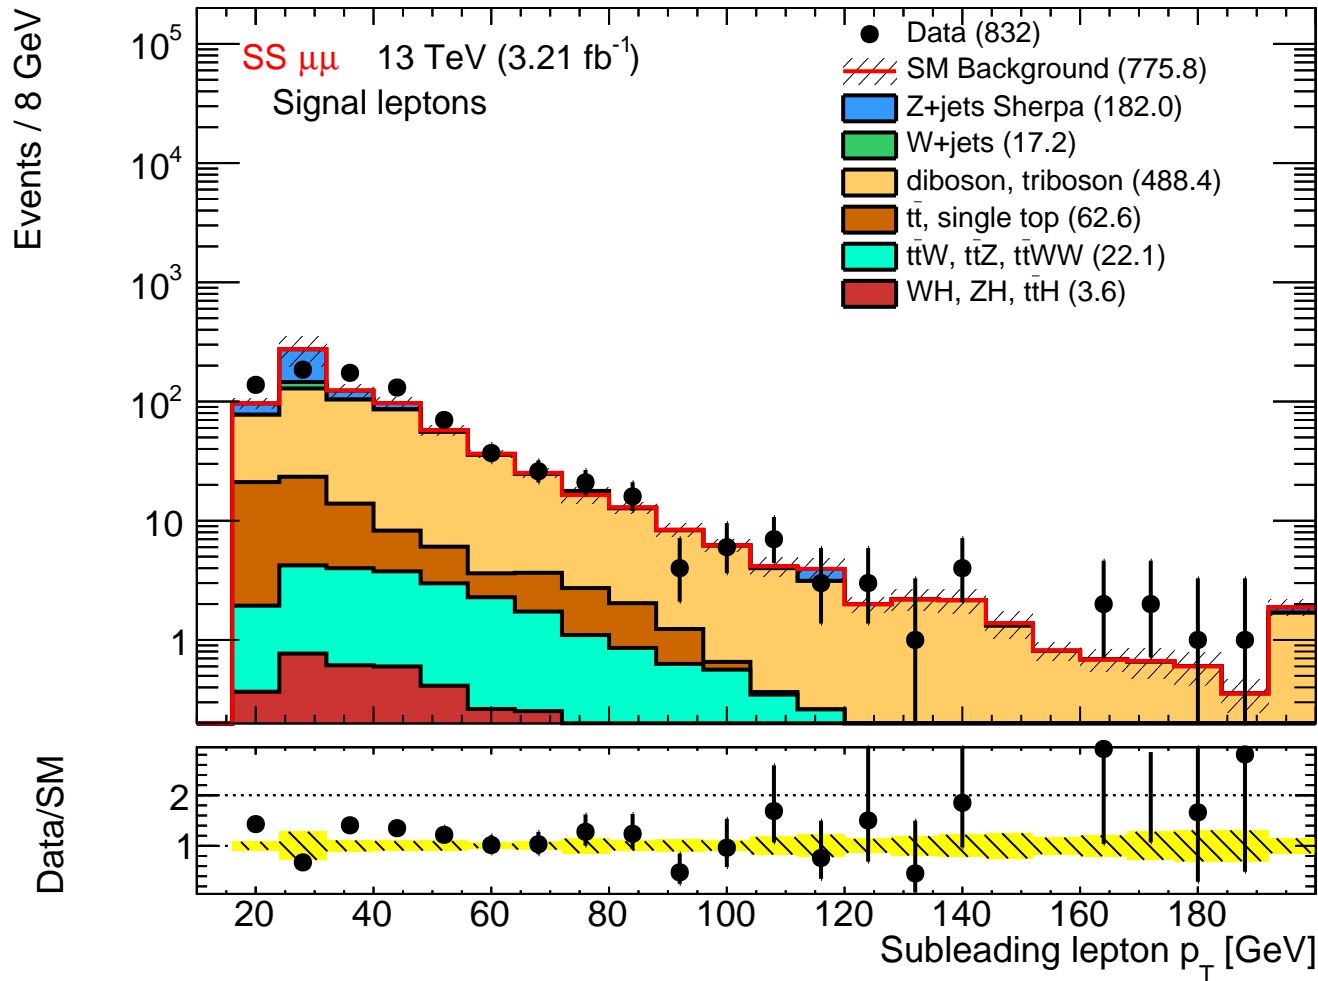 Events / 8 GeV
10^5
10^4
10^3
10^2
10
1
SS μμ 13 TeV (3.21 fb^-1)
Signal leptons
Data (832)
SM Background (775.8)
Z+jets Sherpa (182.0)
W+jets (17.2)
diboson, triboson (488.4)
tt̄, single top (62.6)
tt̄W, tt̄Z, tt̄WW (22.1)
WH, ZH, tt̄H (3.6)
Data/SM
2
1
20 40 60 80 100 120 140 160 180
Subleading lepton p_T [GeV]